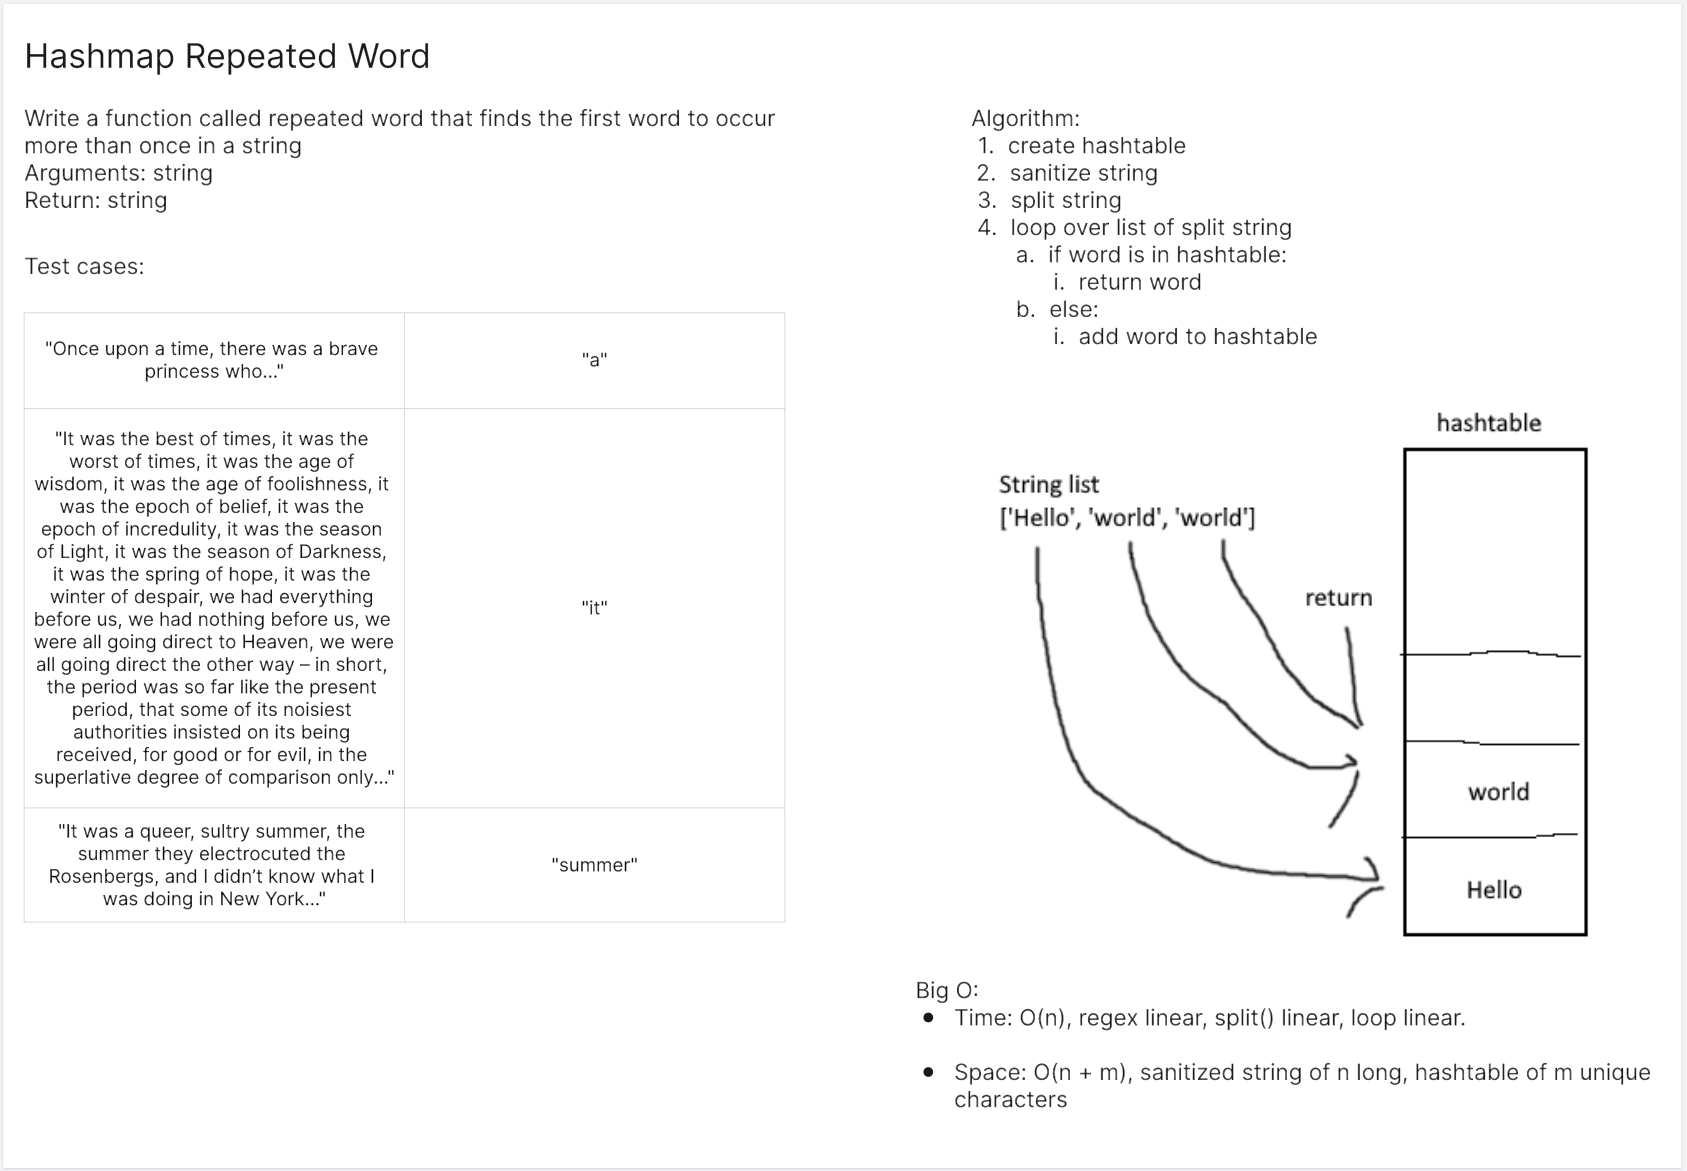 Hashmap Repeated Word
Write a function called repeated word that finds the first word to occur
more than once in a string
Arguments: string
Return: string
Test cases:
"Once upon a time, there was a brave
princess who..."
"a"
"It was the best of times, it was the
worst of times, it was the age of
wisdom, it was the age of foolishness, it
was the epoch of belief, it was the
epoch of incredulity, it was the season
of Light, it was the season of Darkness,
it was the spring of hope, it was the
winter of despair, we had everything
before us, we had nothing before us, we
were all going direct to Heaven, we were
all going direct the other way – in short,
the period was so far like the present
period, that some of its noisiest
authorities insisted on its being
received, for good or for evil, in the
superlative degree of comparison only..."
"it"
"It was a queer, sultry summer, the
summer they electrocuted the
Rosenbergs, and I didn’t know what I
was doing in New York..."
"summer"
Algorithm:
1. create hashtable
2. sanitize string
3. split string
4. loop over list of split string
a. if word is in hashtable:
i. return word
b. else:
i. add word to hashtable
hashtable
String list
['Hello', 'world', 'world']
return
world
Hello
Big O:
● Time: O(n), regex linear, split() linear, loop linear.
● Space: O(n + m), sanitized string of n long, hashtable of m unique
characters